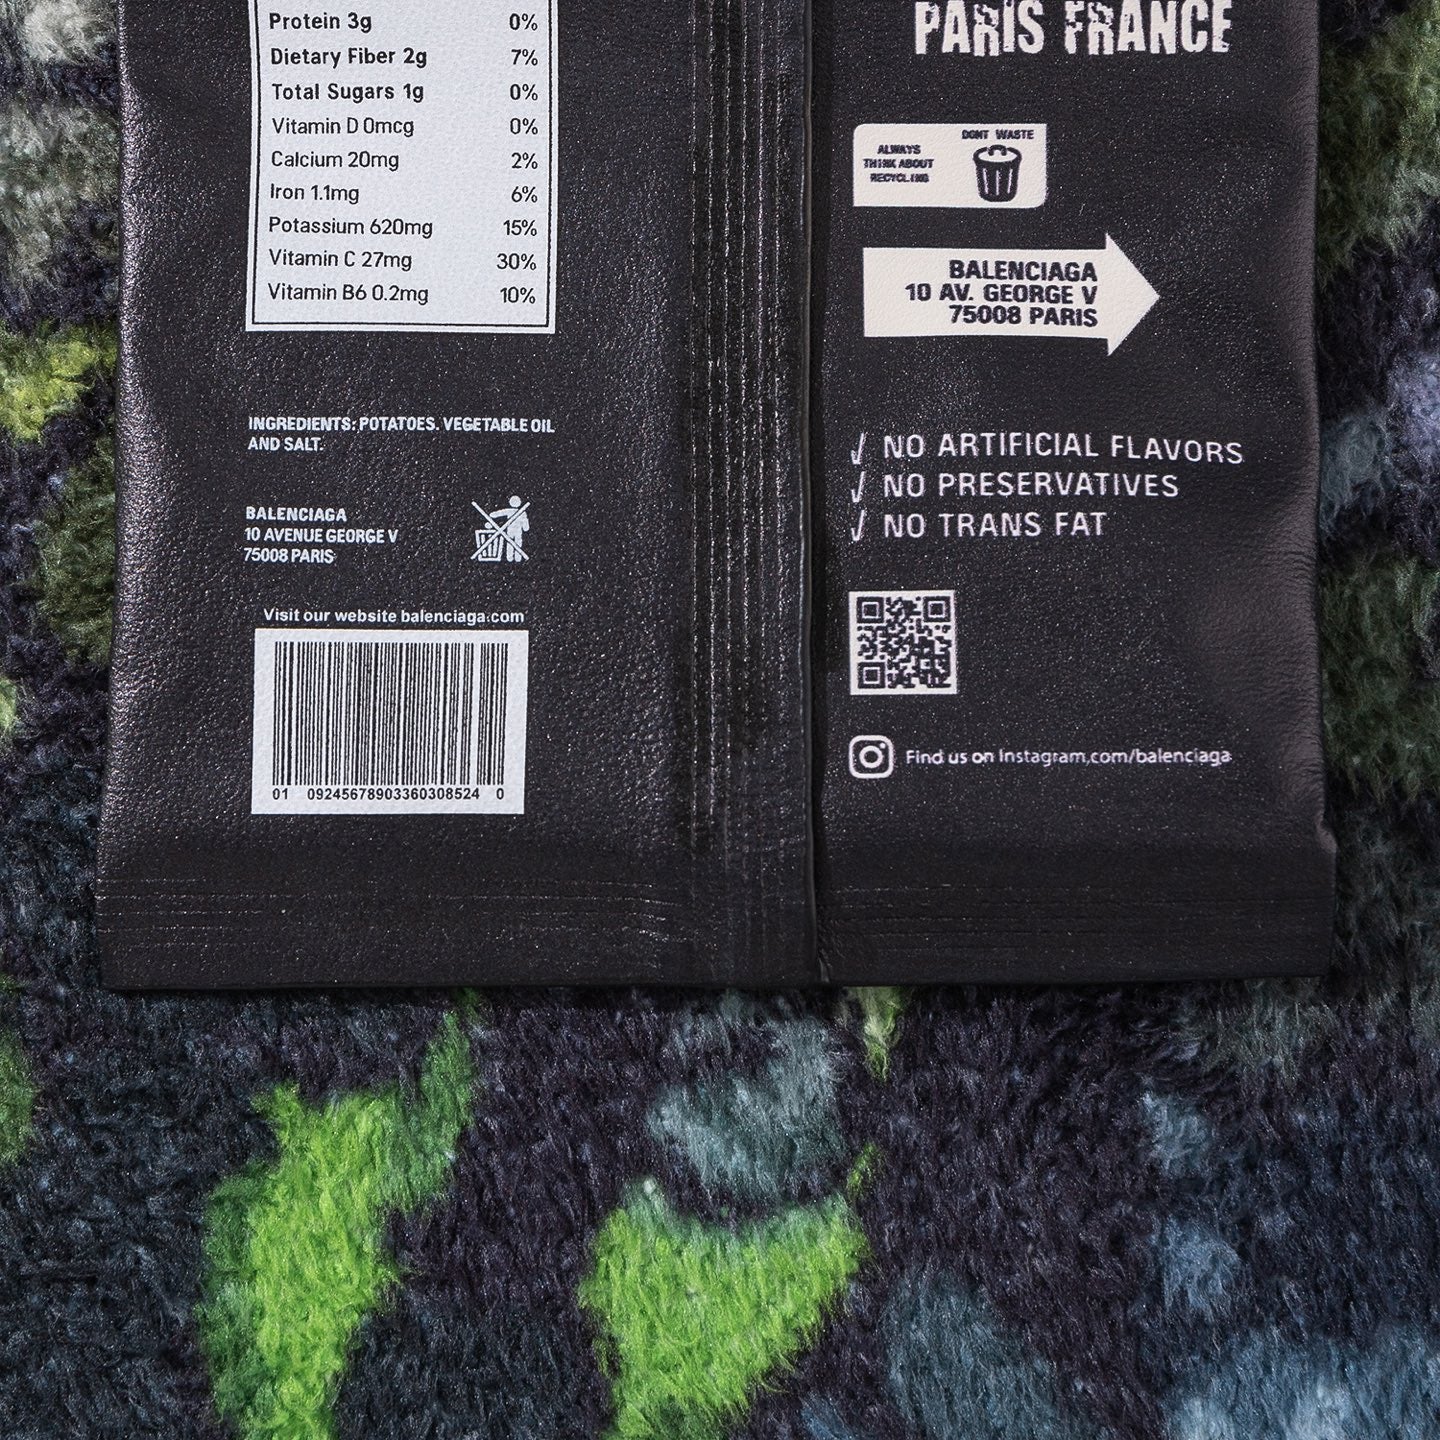 Protein 3g 0%
Dietary Fiber 2g 7%
Total Sugars 1g 0%
Vitamin D 0mcg 0%
Calcium 20mg 2%
Iron 1.1mg 6%
Potassium 620mg 15%
Vitamin C 27mg 30%
Vitamin B6 0.2mg 10%
INGREDIENTS: POTATOES. VEGETABLE OIL
AND SALT.
BALENCIAGA
10 AVENUE GEORGE V
75008 PARIS
Visit our website balenciaga.com
01 09245678903360308524 0
PARIS FRANCE
ALWAYS
THINK ABOUT
RECYCLING
DONT WASTE
BALENCIAGA
10 AV. GEORGE V
75008 PARIS
NO ARTIFICIAL FLAVORS
NO PRESERVATIVES
NO TRANS FAT
Find us on Instagram.com/balenciaga